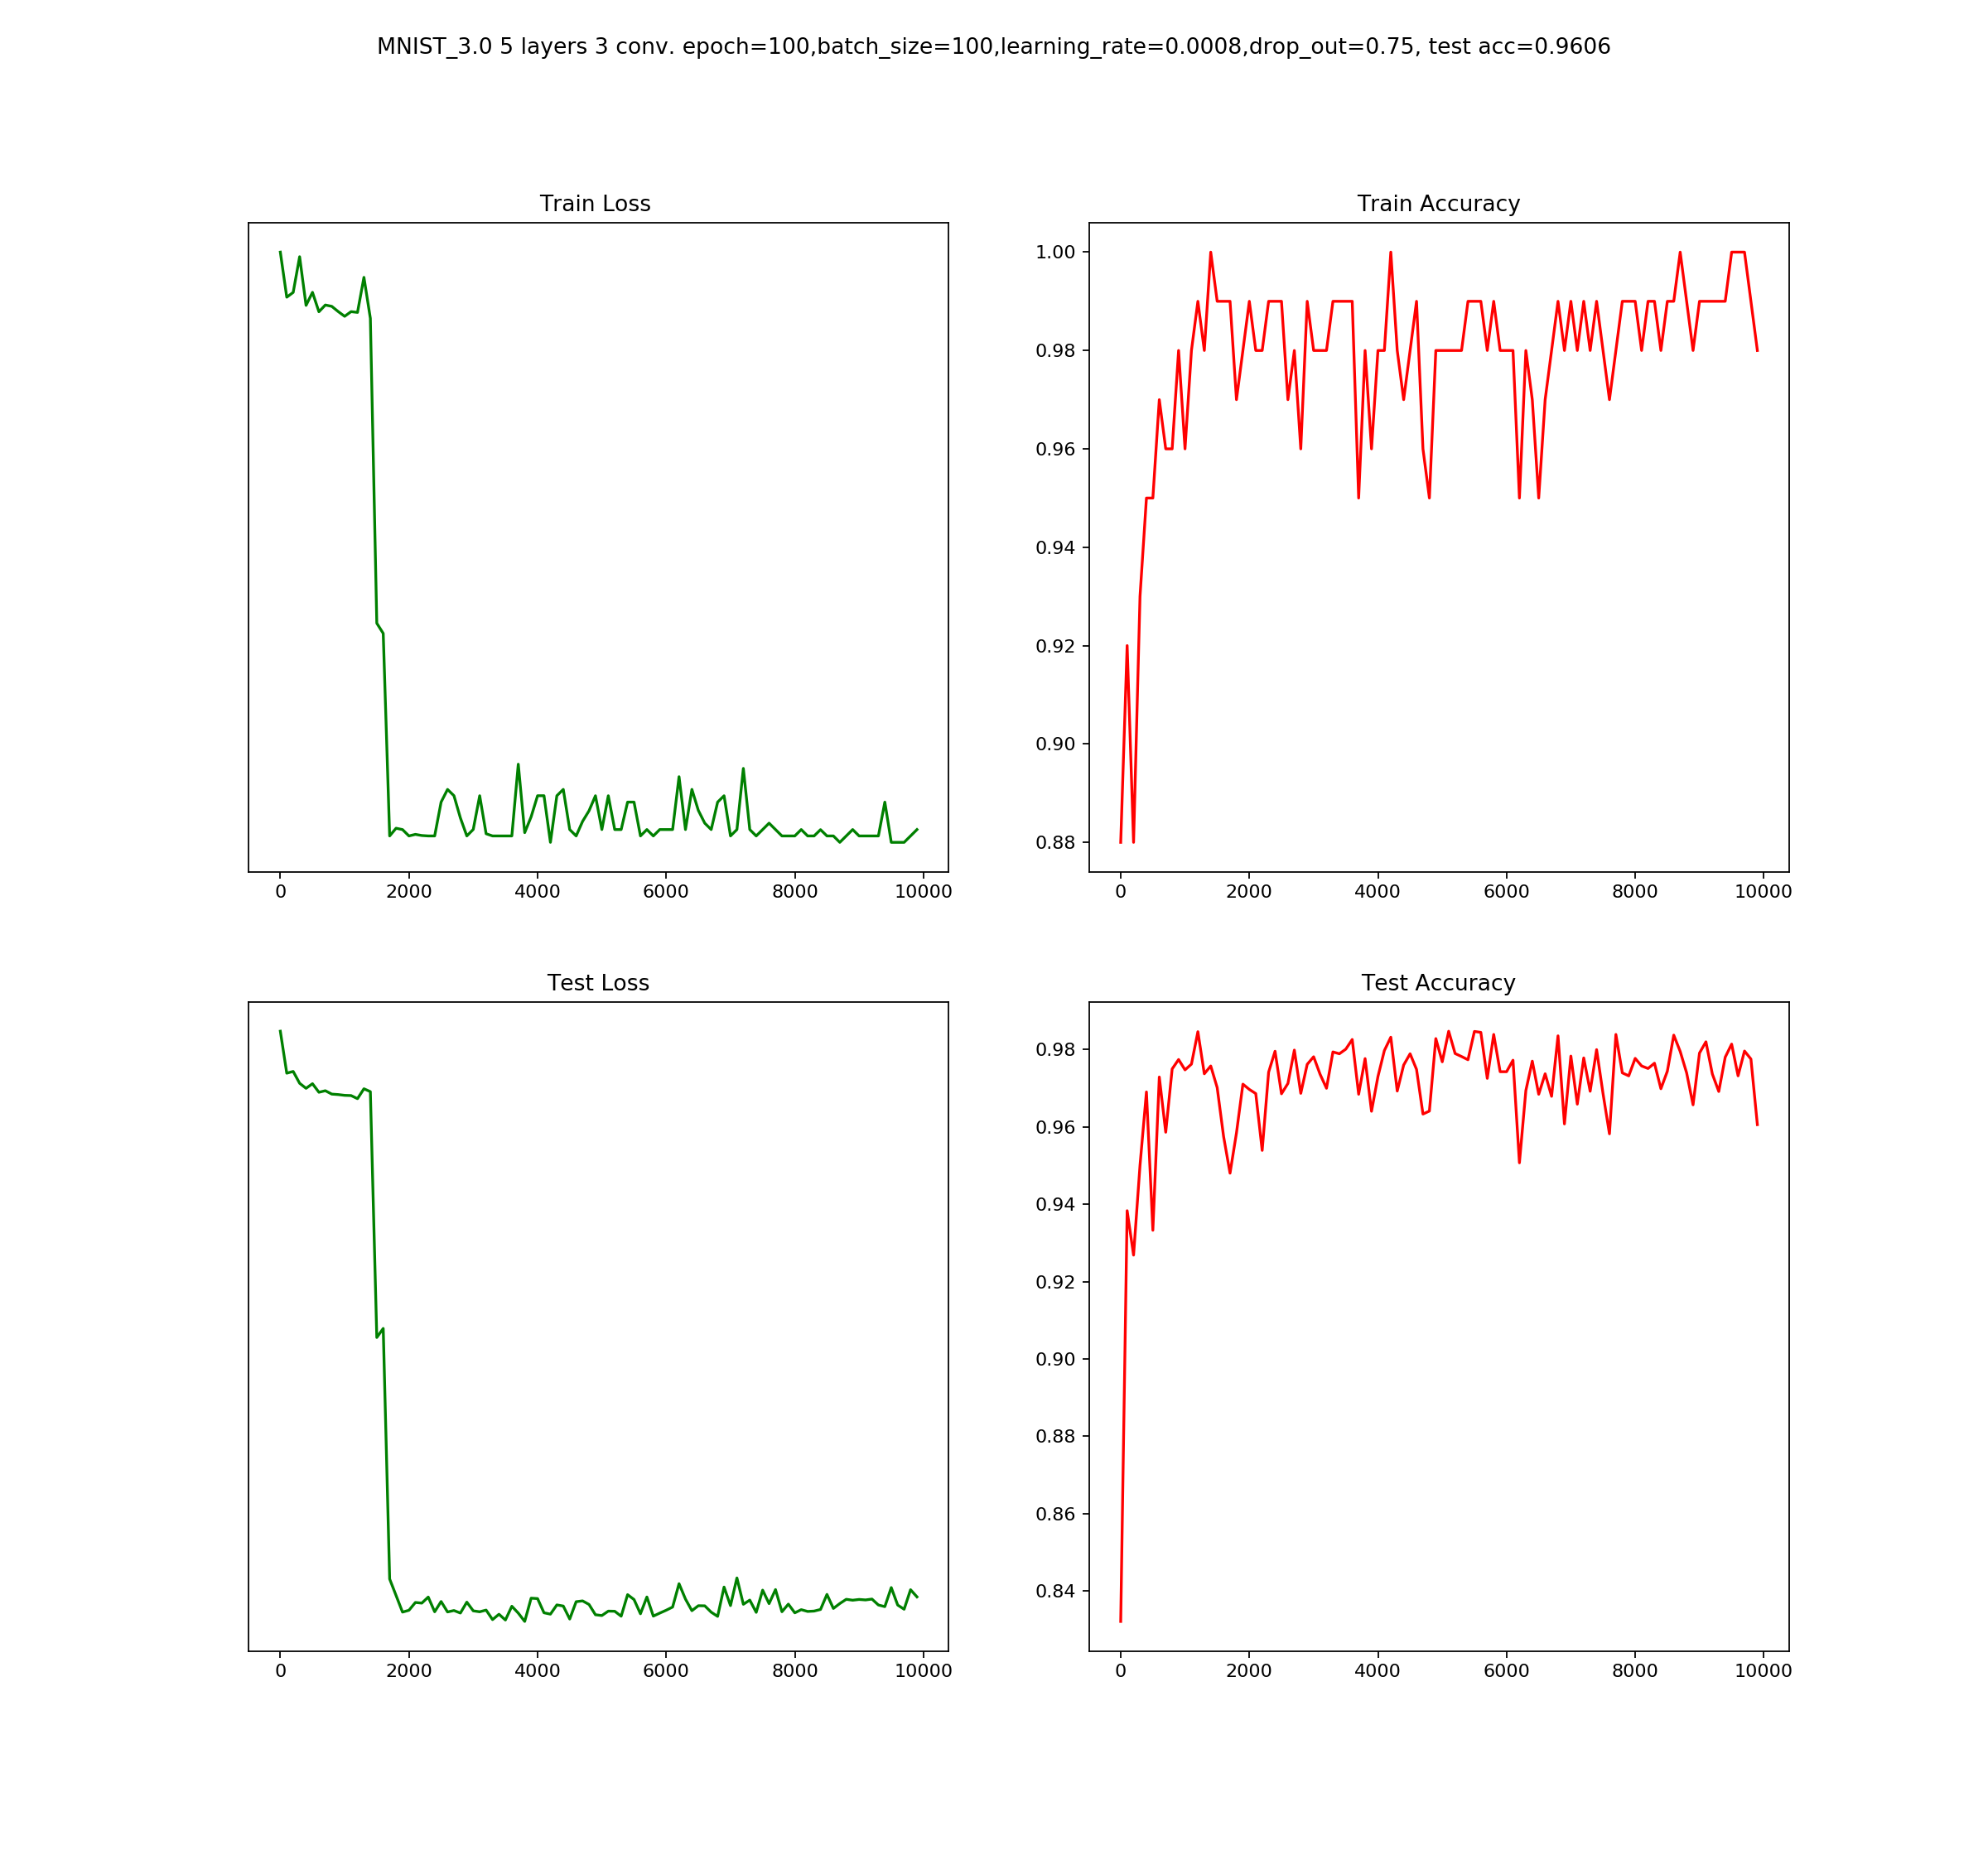 MNIST_3.0 5 layers 3 conv. epoch=100,batch_size=100,learning_rate=0.0008,drop_out=0.75, test acc=0.9606
Train Loss
0 2000 4000 6000 8000 10000
Train Accuracy
1.00
0.98
0.96
0.94
0.92
0.90
0.88
0 2000 4000 6000 8000 10000
Test Loss
0 2000 4000 6000 8000 10000
Test Accuracy
0.98
0.96
0.94
0.92
0.90
0.88
0.86
0.84
0 2000 4000 6000 8000 10000